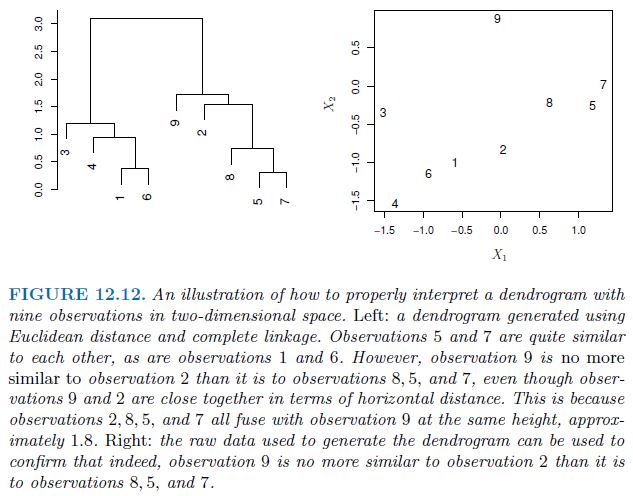 3.0
2.5
2.0
1.5
1.0
0.5
0.0
3
4
1
6
9
2
8
5
7
X2
0.5
0.0
−0.5
−1.0
−1.5
9
7
8
5
3
2
1
6
4
−1.5 −1.0 −0.5 0.0 0.5 1.0
X1
FIGURE 12.12. An illustration of how to properly interpret a dendrogram with
nine observations in two-dimensional space. Left: a dendrogram generated using
Euclidean distance and complete linkage. Observations 5 and 7 are quite similar
to each other, as are observations 1 and 6. However, observation 9 is no more
similar to observation 2 than it is to observations 8, 5, and 7, even though obser-
vations 9 and 2 are close together in terms of horizontal distance. This is because
observations 2, 8, 5, and 7 all fuse with observation 9 at the same height, approx-
imately 1.8. Right: the raw data used to generate the dendrogram can be used to
confirm that indeed, observation 9 is no more similar to observation 2 than it is
to observations 8, 5, and 7.